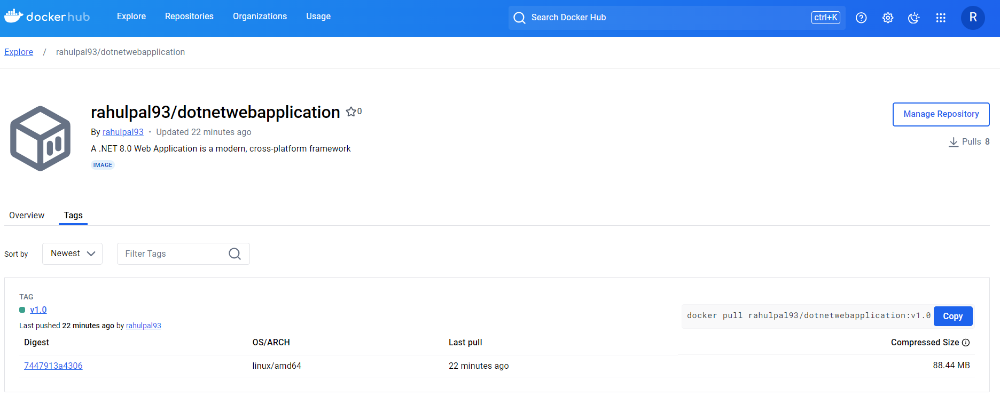 dockerhub Explore Repositories Organizations Usage Search Docker Hub ctrl+K R
Explore / rahulpal93/dotnetwebapplication
rahulpal93/dotnetwebapplication 0
Manage Repository
By rahulpal93 • Updated 22 minutes ago
Pulls 8
A .NET 8.0 Web Application is a modern, cross-platform framework
IMAGE
Overview Tags
Sort by Newest Filter Tags
TAG
v1.0
docker pull rahulpal93/dotnetwebapplication:v1.0 Copy
Last pushed 22 minutes ago by rahulpal93
Digest OS/ARCH Last pull Compressed Size
7447913a4306 linux/amd64 22 minutes ago 88.44 MB